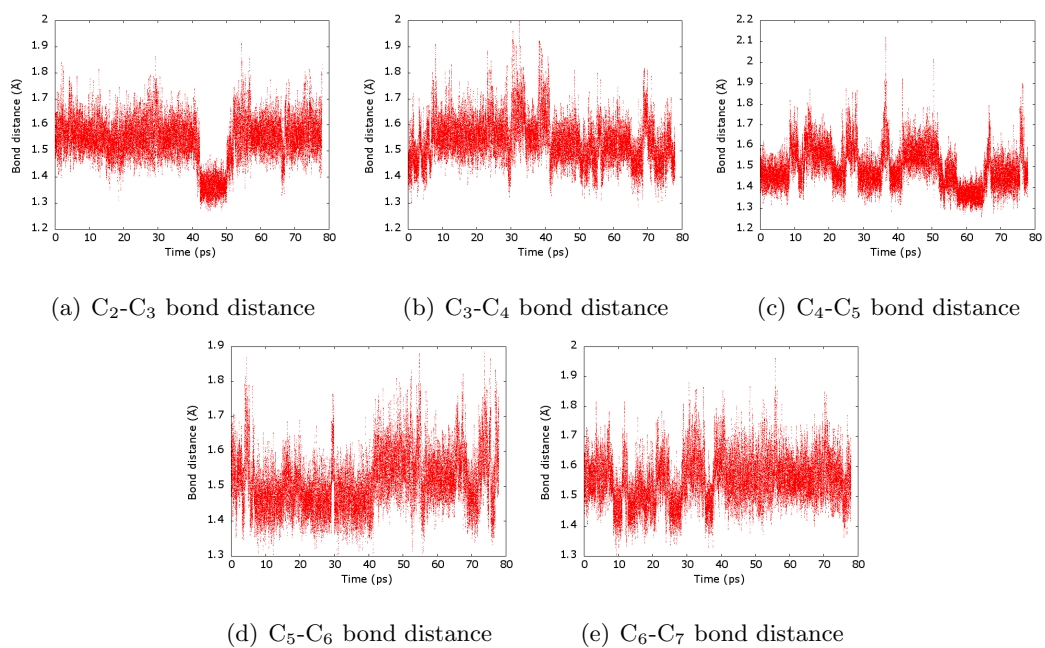 2
1.9
1.8
1.7
1.6
1.5
1.4
1.3
1.2
Bond distance (Å)
0 10 20 30 40 50 60 70 80
Time (ps)
2
1.9
1.8
1.7
1.6
1.5
1.4
1.3
1.2
Bond distance (Å)
0 10 20 30 40 50 60 70 80
Time (ps)
2.2
2.1
2
1.9
1.8
1.7
1.6
1.5
1.4
1.3
1.2
Bond distance (Å)
0 10 20 30 40 50 60 70 80
Time (ps)
(a) C₂-C₃ bond distance
(b) C₃-C₄ bond distance
(c) C₄-C₅ bond distance
1.9
1.8
1.7
1.6
1.5
1.4
1.3
Bond distance (Å)
0 10 20 30 40 50 60 70 80
Time (ps)
2
1.9
1.8
1.7
1.6
1.5
1.4
1.3
Bond distance (Å)
0 10 20 30 40 50 60 70 80
Time (ps)
(d) C₅-C₆ bond distance
(e) C₆-C₇ bond distance